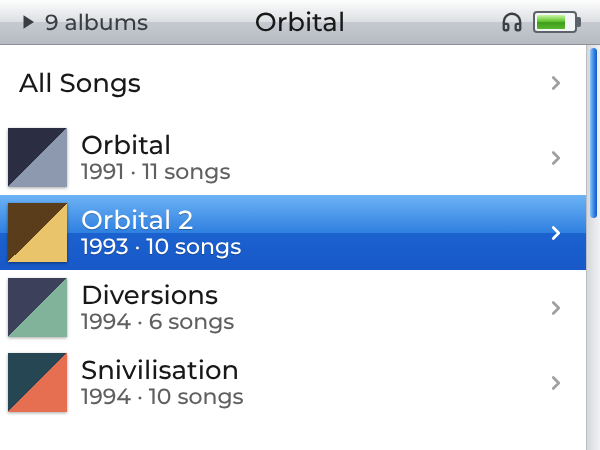 9 albums
Orbital
All Songs
Orbital
1991 · 11 songs
Orbital 2
1993 · 10 songs
Diversions
1994 · 6 songs
Snivilisation
1994 · 10 songs